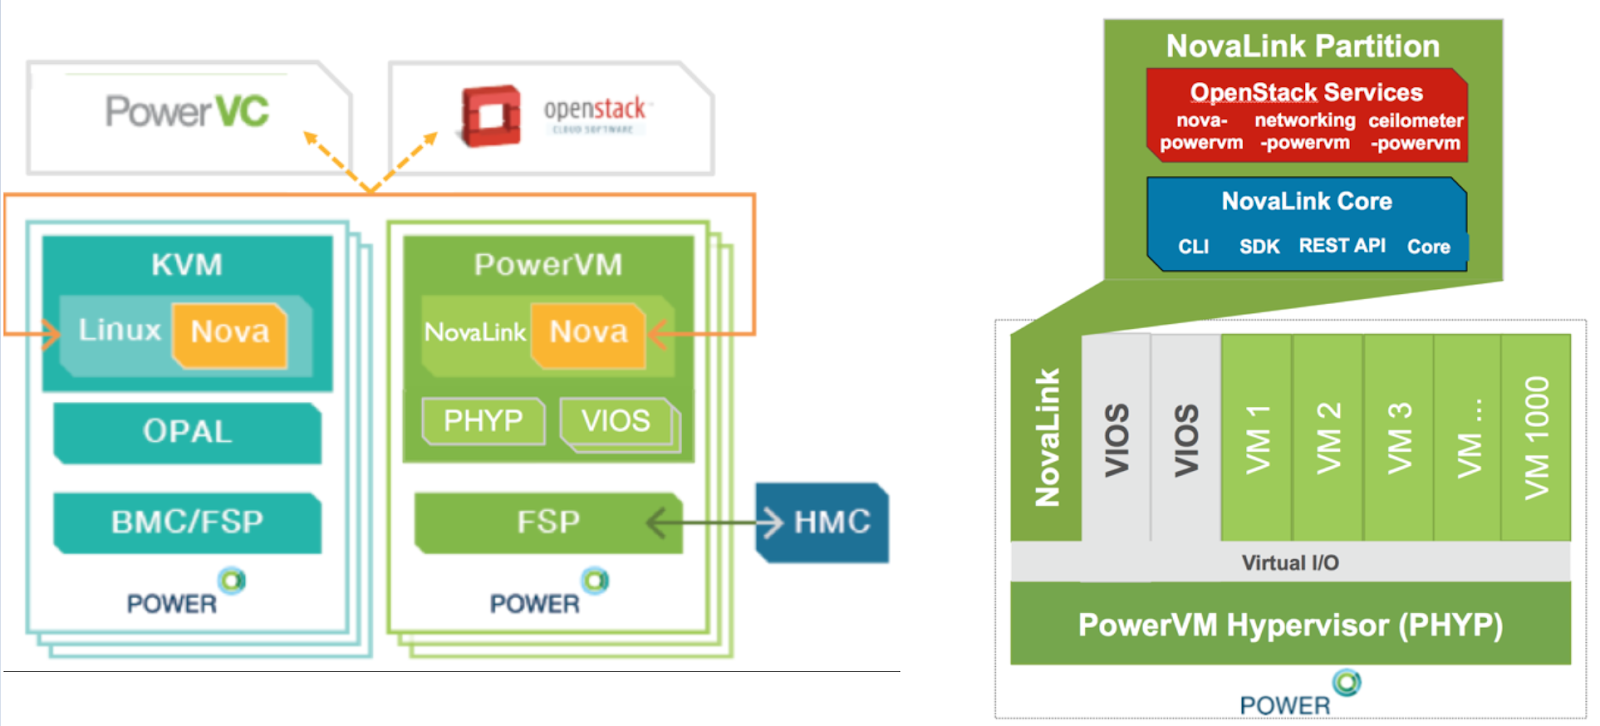 PowerVC
openstack
CLOUD SOFTWARE
KVM
Linux
Nova
OPAL
BMC/FSP
POWER
PowerVM
NovaLink
Nova
PHYP
VIOS
FSP
POWER
HMC
NovaLink Partition
OpenStack Services
nova-
powervm
networking
-powervm
ceilometer
-powervm
NovaLink Core
CLI
SDK
REST API
Core
NovaLink
VIOS
VIOS
VM 1
VM 2
VM 3
VM ...
VM 1000
Virtual I/O
PowerVM Hypervisor (PHYP)
POWER